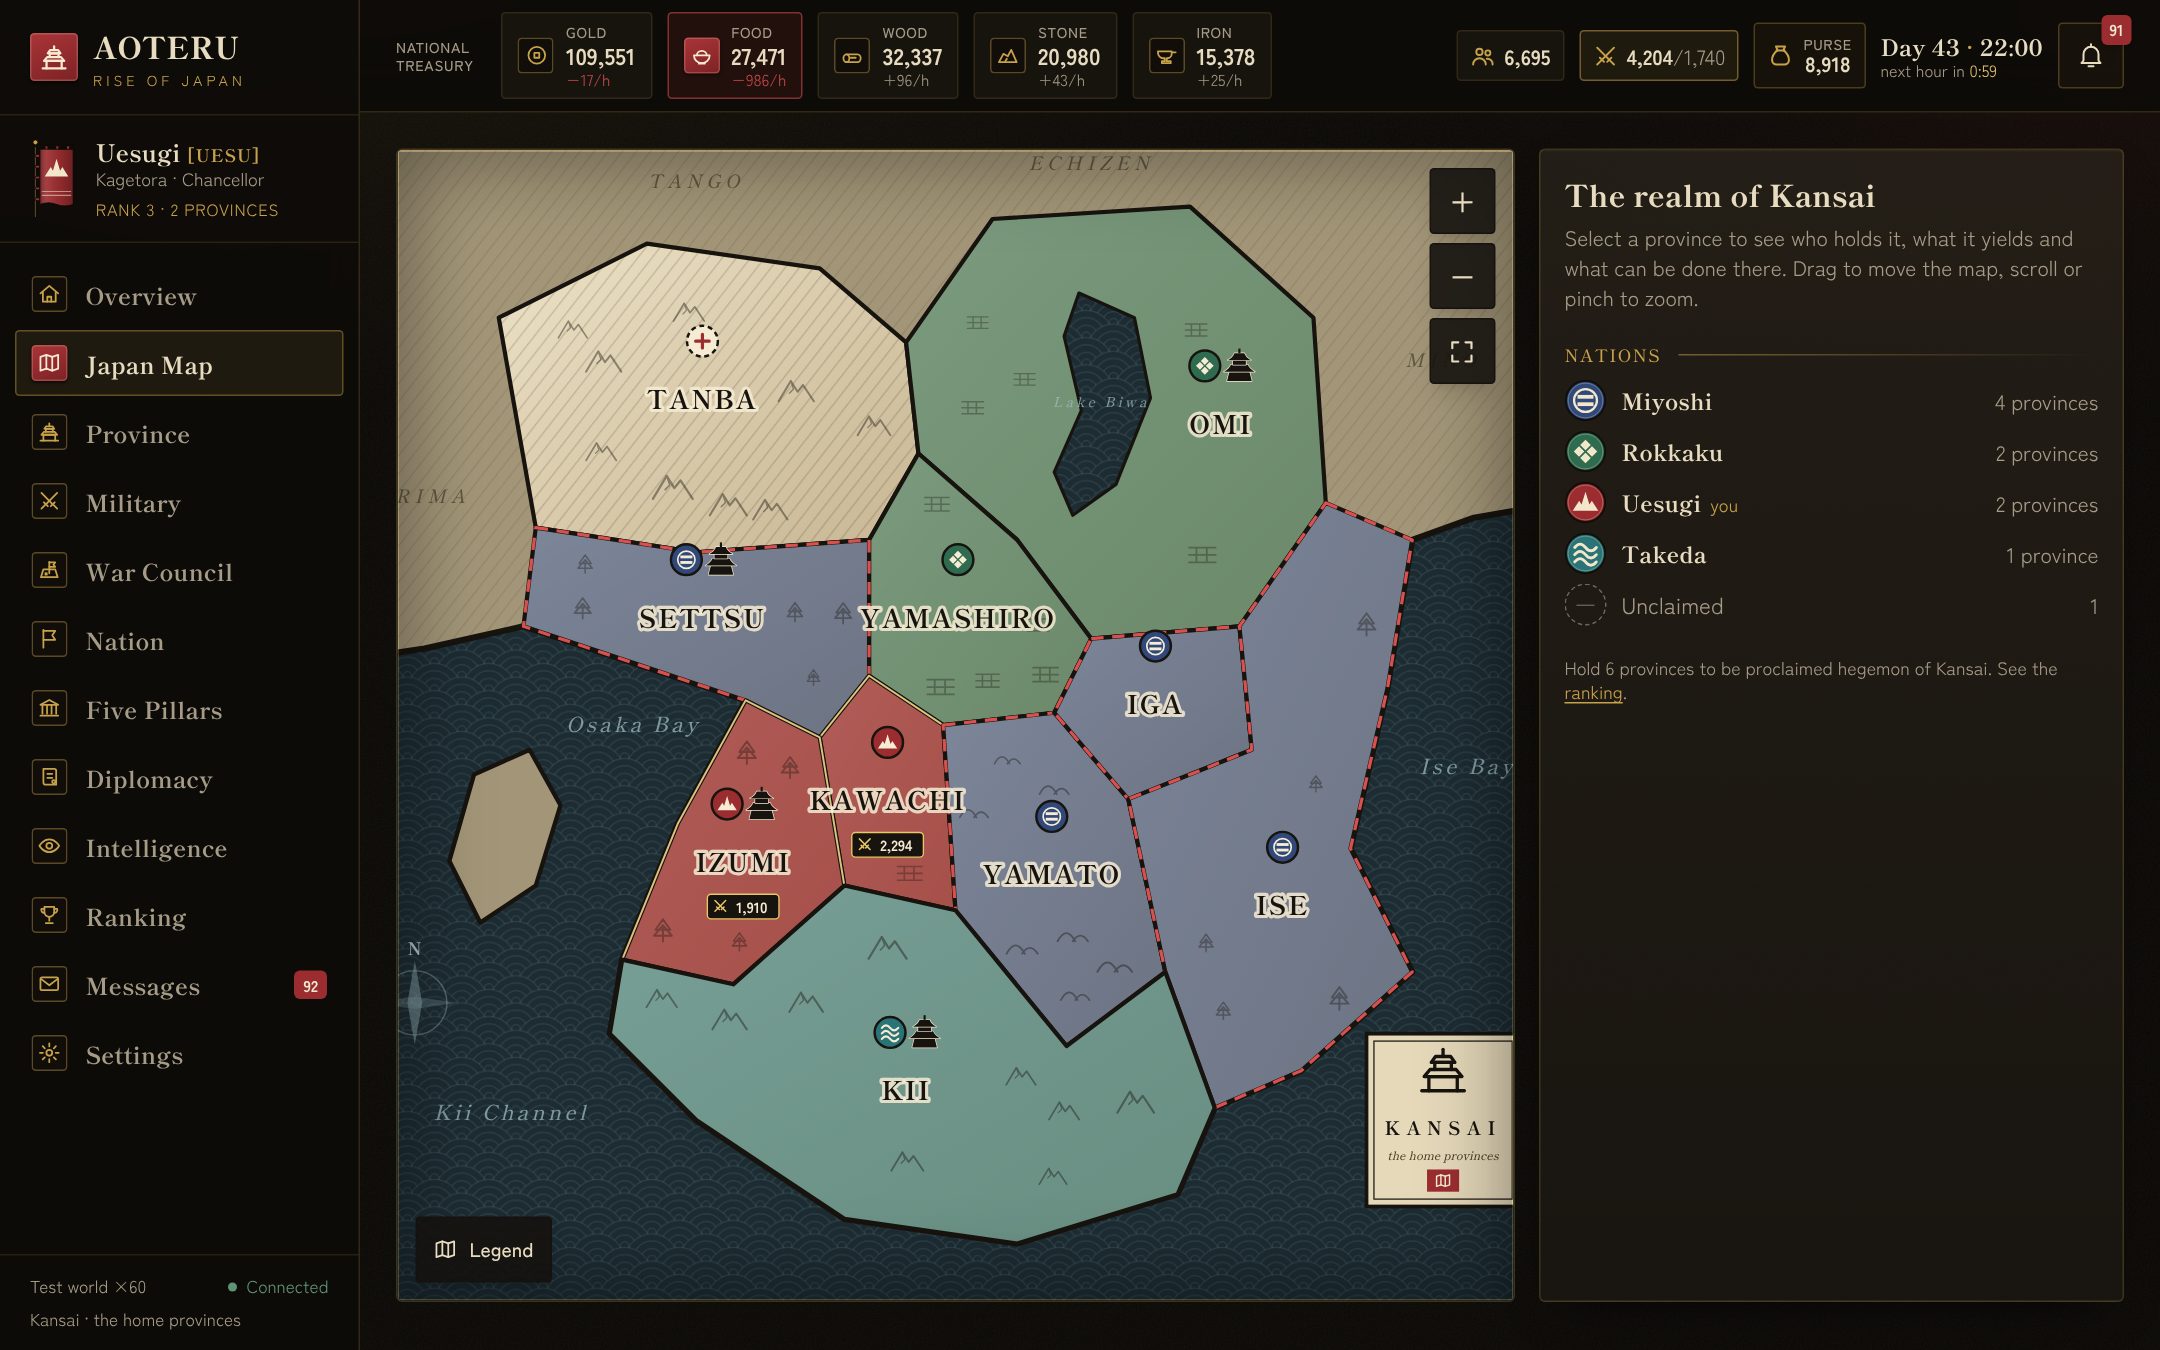 AOTERU
RISE OF JAPAN
Uesugi [UESU]
Kagetora · Chancellor
RANK 3 · 2 PROVINCES
Overview
Japan Map
Province
Military
War Council
Nation
Five Pillars
Diplomacy
Intelligence
Ranking
Messages 92
Settings
Test world ×60 Connected
Kansai · the home provinces
NATIONAL
TREASURY
GOLD
109,551
−17/h
FOOD
27,471
−986/h
WOOD
32,337
+96/h
STONE
20,980
+43/h
IRON
15,378
+25/h
6,695
4,204/1,740
PURSE
8,918
Day 43 · 22:00
next hour in 0:59
91
TANGO
ECHIZEN
M
TANBA
Lake Biwa
OMI
RIMA
SETTSU
YAMASHIRO
IGA
Osaka Bay
Ise Bay
KAWACHI
2,294
IZUMI
1,910
YAMATO
ISE
N
KII
Kii Channel
KANSAI
the home provinces
Legend
The realm of Kansai
Select a province to see who holds it, what it yields and
what can be done there. Drag to move the map, scroll or
pinch to zoom.
NATIONS
Miyoshi 4 provinces
Rokkaku 2 provinces
Uesugi you 2 provinces
Takeda 1 province
Unclaimed 1
Hold 6 provinces to be proclaimed hegemon of Kansai. See the
ranking.